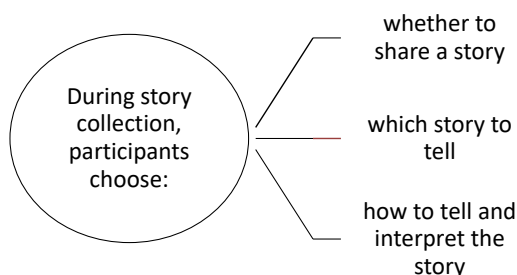 During story
collection,
participants
choose:
whether to
share a story
which story to
tell
how to tell and
interpret the
story